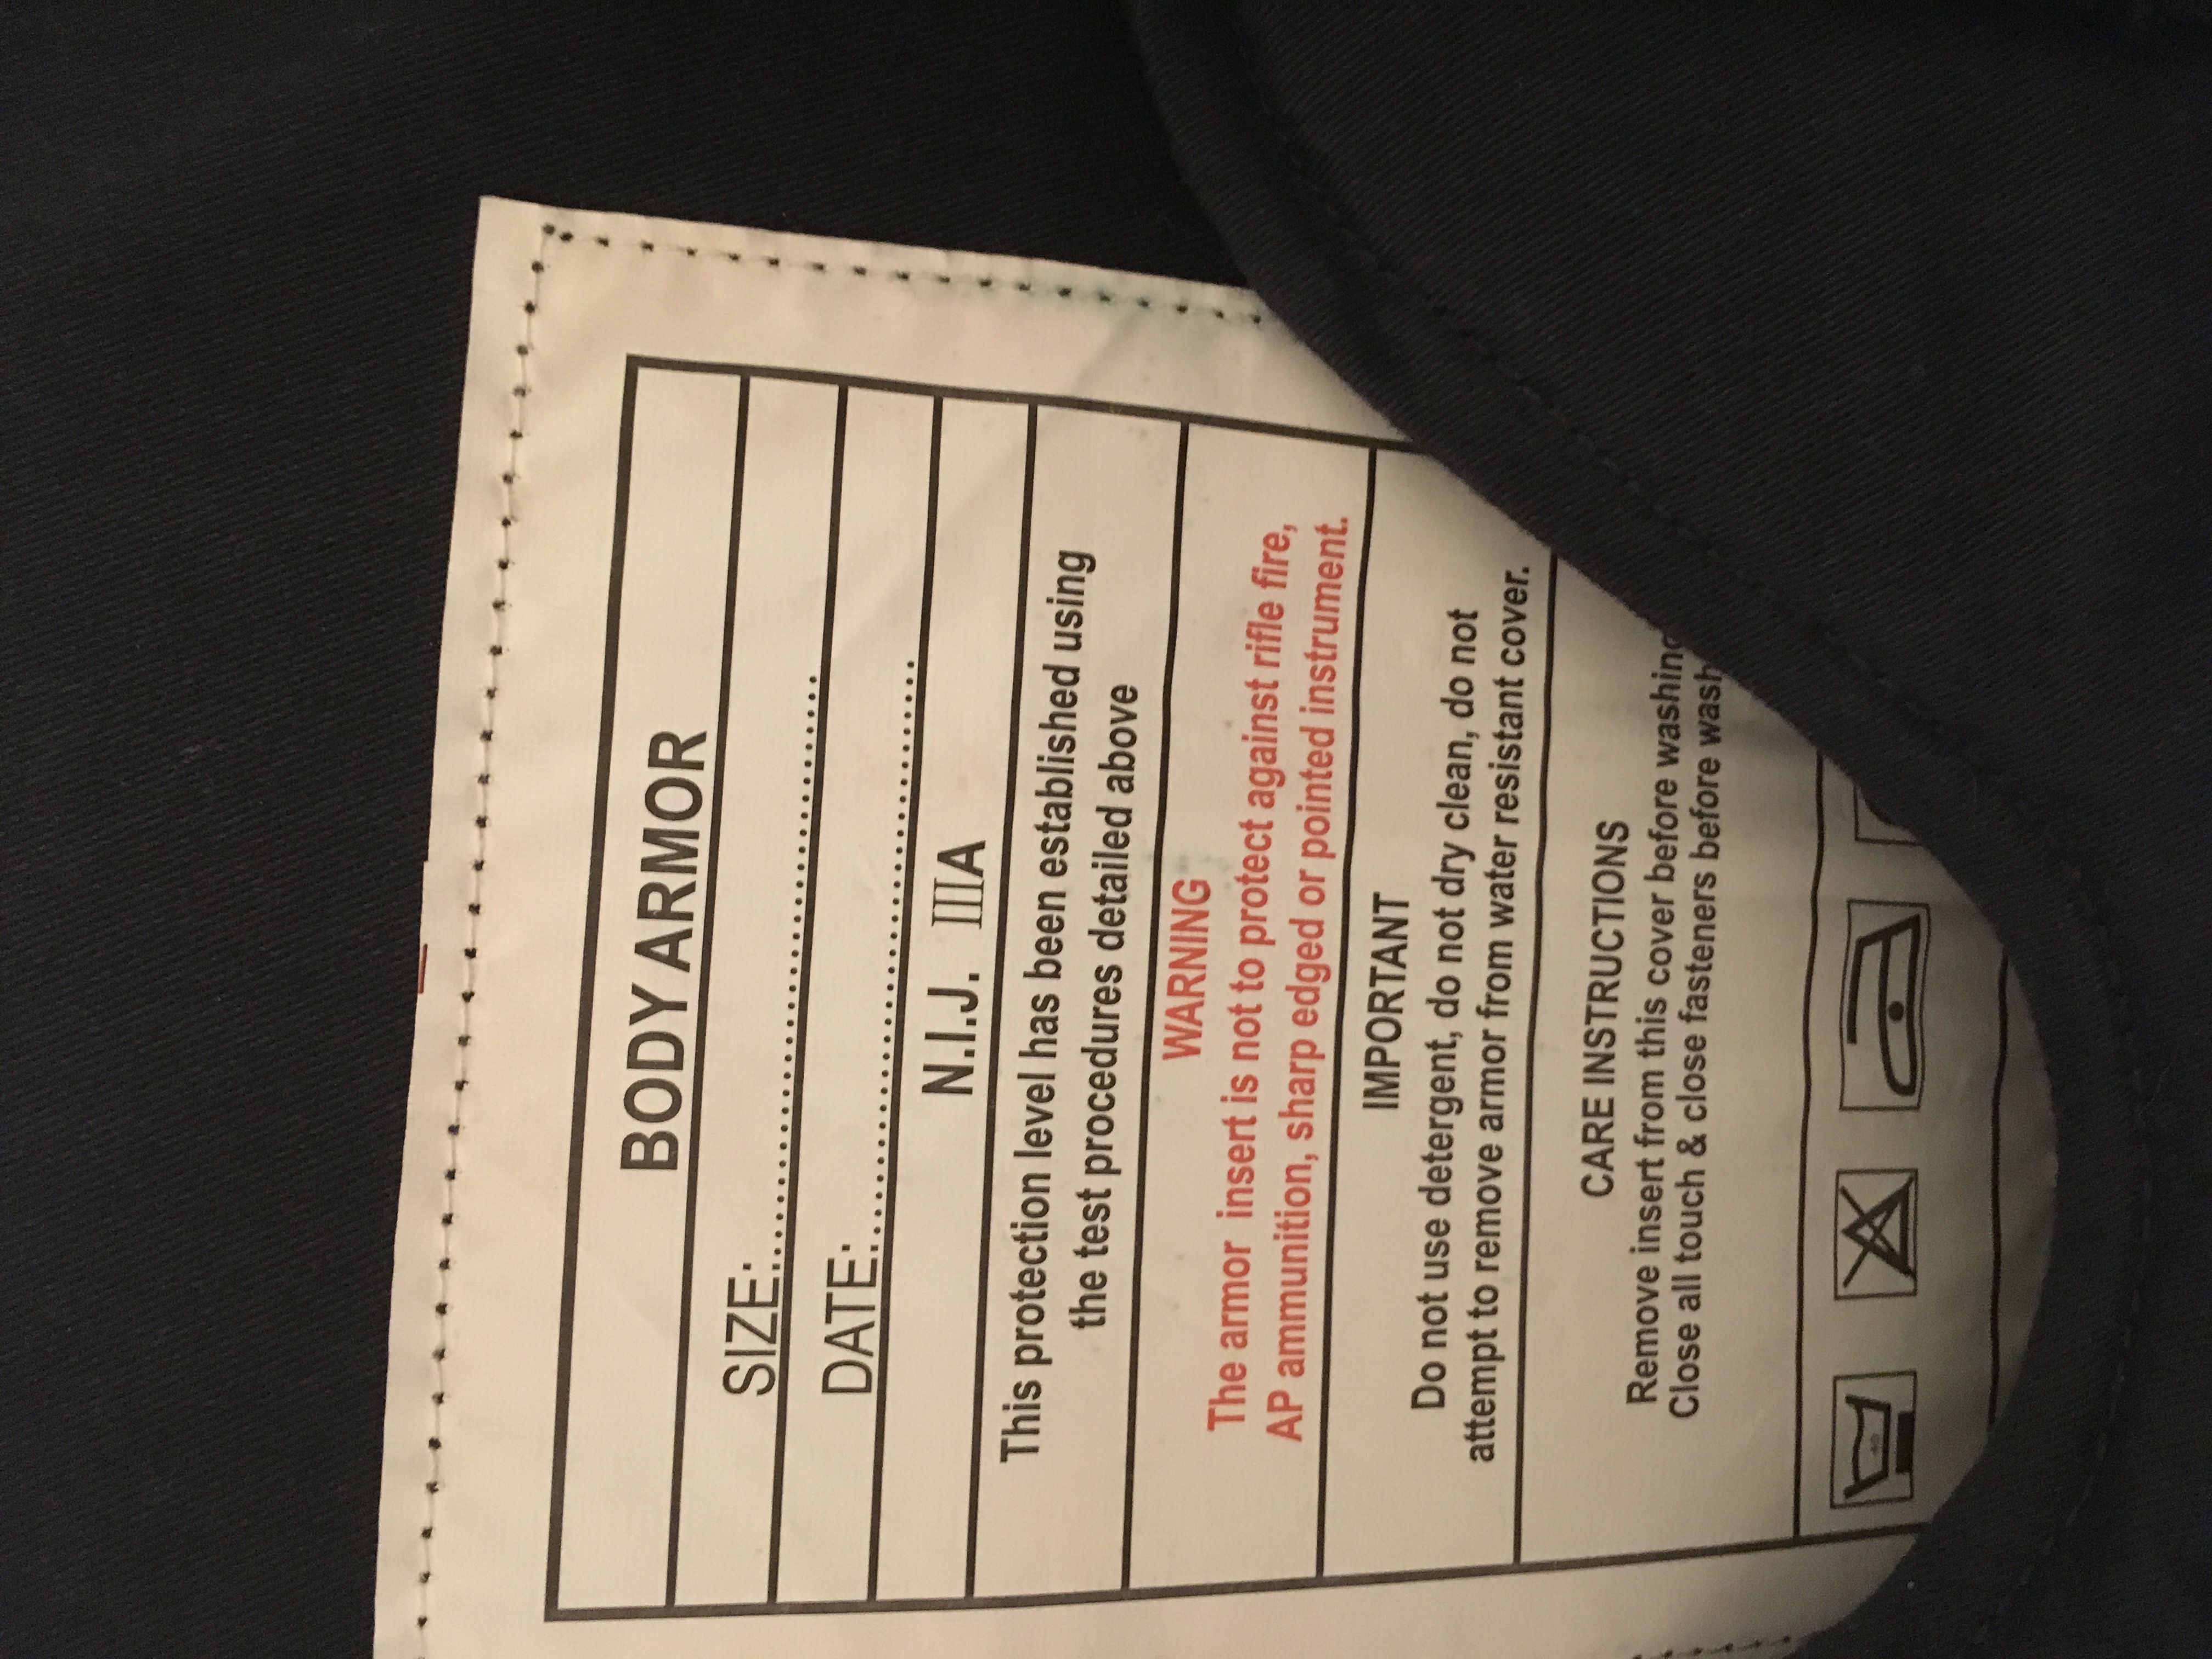 BODY ARMOR
SIZE:..............................................
DATE:..............................................
N.I.J. IIIA
This protection level has been established using
the test procedures detailed above
WARNING
The armor insert is not to protect against rifle fire,
AP ammunition, sharp edged or pointed instrument.
IMPORTANT
Do not use detergent, do not dry clean, do not
attempt to remove armor from water resistant cover.
CARE INSTRUCTIONS
Remove insert from this cover before washing
Close all touch & close fasteners before wash